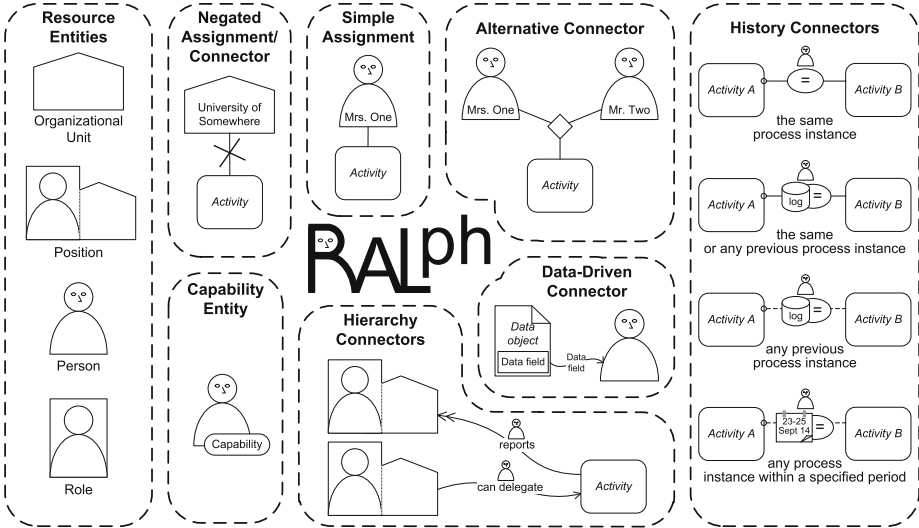 Resource
Entities
Organizational
Unit
Position
Person
Role
Negated
Assignment/
Connector
University of
Somewhere
Activity
Capability
Entity
Capability
Simple
Assignment
Mrs. One
Activity
RALph
Hierarchy
Connectors
reports
can delegate
Activity
Alternative Connector
Mrs. One
Mr. Two
Activity
Data-Driven
Connector
Data
object
Data field
Data
field
History Connectors
Activity A
=
Activity B
the same
process instance
Activity A
log
=
Activity B
the same
or any previous process instance
Activity A
log
=
Activity B
any previous
process instance
Activity A
23-25
Sept 14
=
Activity B
any process
instance within a specified period